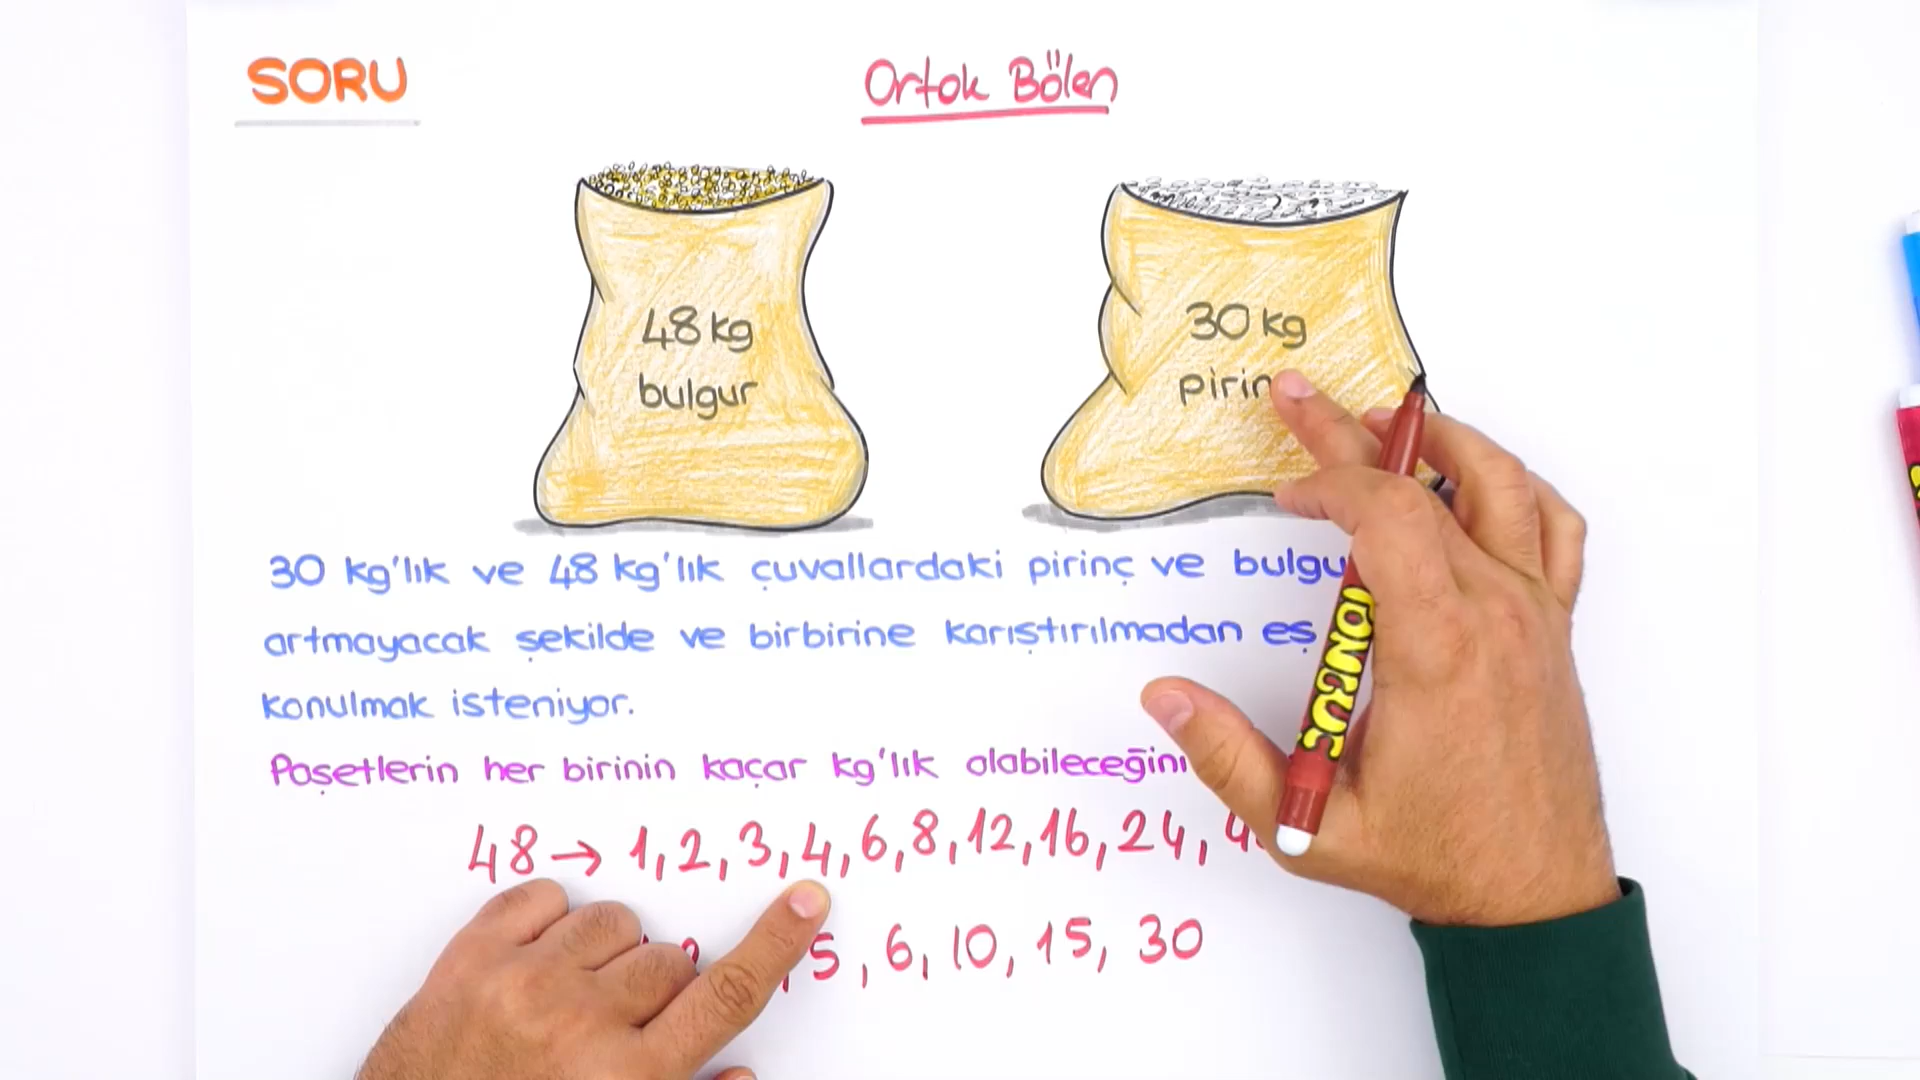 SORU
Ortak Bölen
48 kg
bulgur
30 kg
30 kg'lık ve 48 kg'lık çuvallardaki pirinç ve
artmayacak şekilde ve birbirine karıştırılmadan eş
konulmak isteniyor.
Poşetlerin her birinin kaçar kg'lık olabileceğini
48 → 1, 2, 3, 4, 6, 8, 12, 16, 24,
5, 6, 10, 15, 30